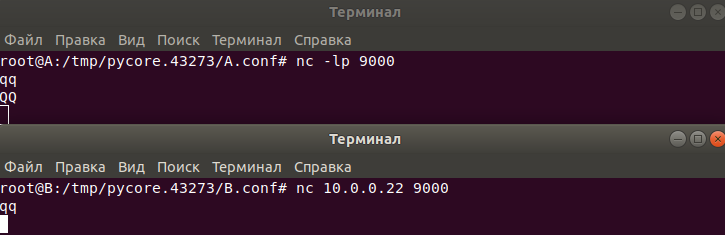 Терминал
Файл Правка Вид Поиск Терминал Справка
root@A:/tmp/pycore.43273/A.conf# nc -lp 9000
qq
QQ
Терминал
Файл Правка Вид Поиск Терминал Справка
root@B:/tmp/pycore.43273/B.conf# nc 10.0.0.22 9000
qq